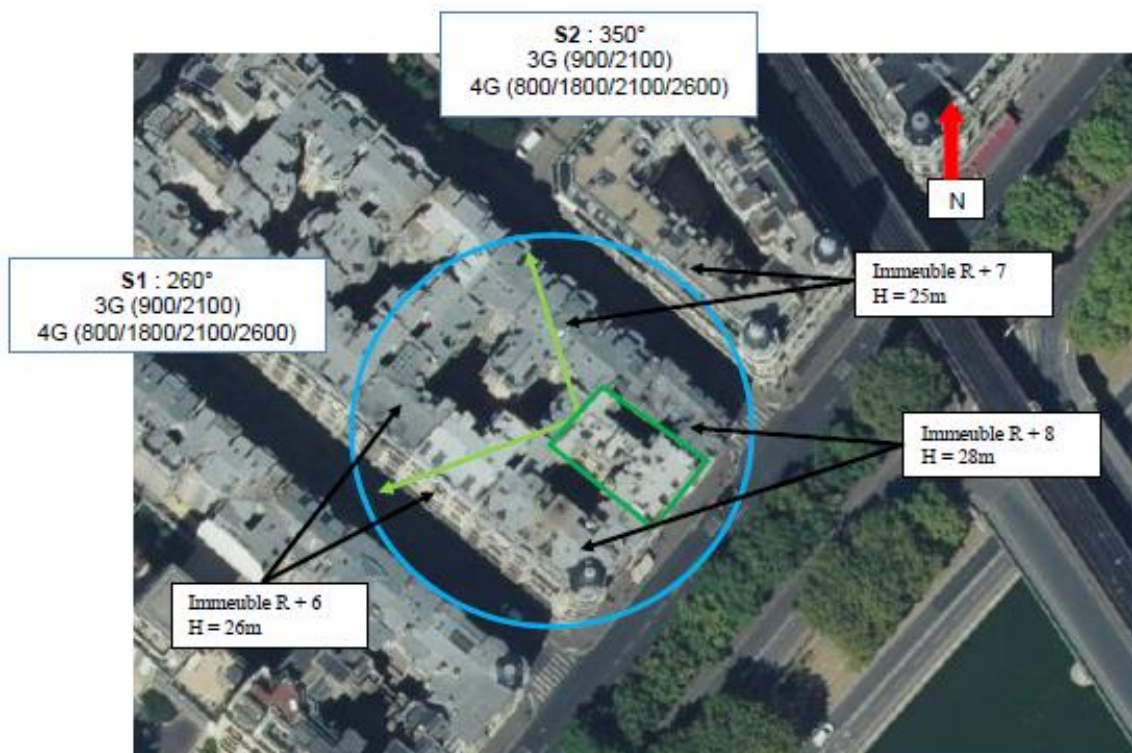 S2 : 350°
3G (900/2100)
4G (800/1800/2100/2600)
N
S1 : 260°
3G (900/2100)
4G (800/1800/2100/2600)
Immeuble R + 7
H = 25m
Immeuble R + 8
H = 28m
Immeuble R + 6
H = 26m